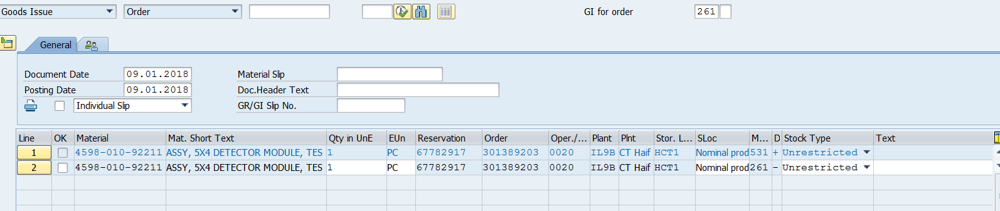 Goods Issue Order GI for order 261
General
Document Date 09.01.2018 Material Slip
Posting Date 09.01.2018 Doc.Header Text
Individual Slip GR/GI Slip No.
Line OK Material Mat. Short Text Qty in UnE EUn Reservation Order Oper./... Plant Plnt Stor. L... SLoc M... D Stock Type Text
1 4598-010-92211 ASSY, 5X4 DETECTOR MODULE, TES 1 PC 67782917 301389203 0020 IL9B CT Haif HCT1 Nominal prod 531 + Unrestricted
2 4598-010-92211 ASSY, 5X4 DETECTOR MODULE, TES 1 PC 67782917 301389203 0020 IL9B CT Haif HCT1 Nominal prod 261 - Unrestricted